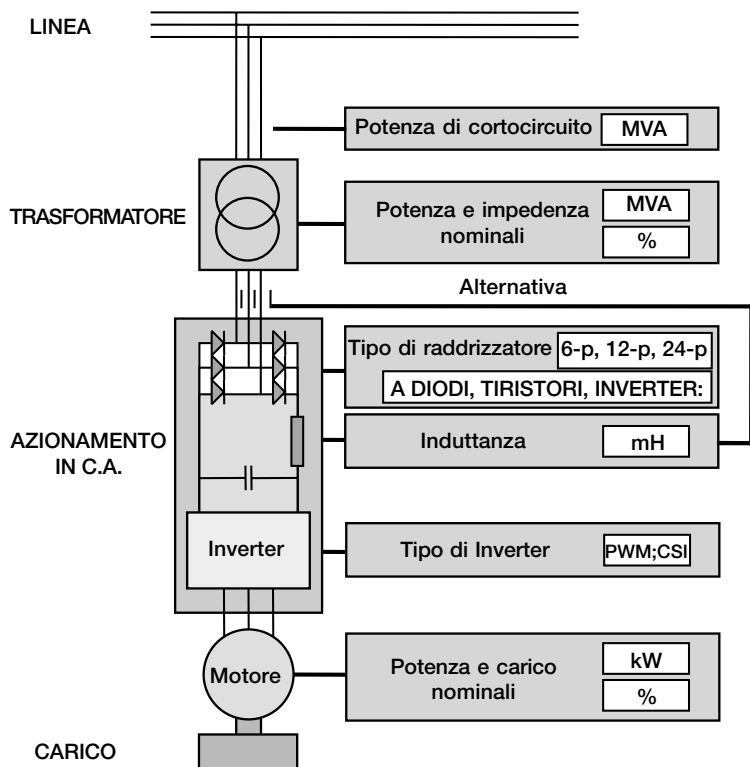 LINEA
Potenza di cortocircuito MVA
TRASFORMATORE
Potenza e impedenza
nominali
MVA
%
Alternativa
Tipo di raddrizzatore 6-p, 12-p, 24-p
A DIODI, TIRISTORI, INVERTER:
AZIONAMENTO
IN C.A.
Induttanza mH
Inverter
Tipo di Inverter PWM;CSI
Motore
Potenza e carico
nominali
kW
%
CARICO